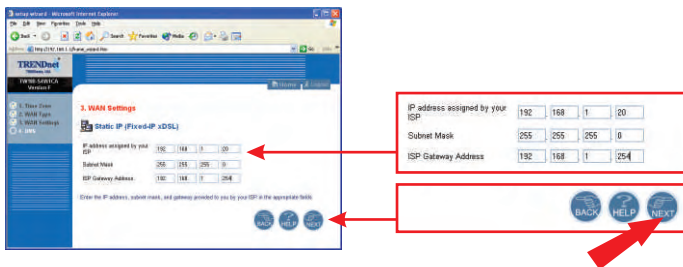 setup wizard - Microsoft Internet Explorer
File Edit View Favorites Tools Help
Back Search Favorites Media
Go
TRENDnet
TRENDware, USA
TW100-S4W1CA
Version F
Home Logout
1. Time Zone
2. WAN Type
3. WAN Settings
4. DNS
3. WAN Settings
Static IP (Fixed-IP xDSL)
IP address assigned by your ISP 192 168 1 20
Subnet Mask 255 255 255 0
ISP Gateway Address 192 168 1 254
Enter the IP address, subnet mask, and gateway provided to you by your ISP in the appropriate fields.
BACK HELP NEXT
IP address assigned by your
ISP
192 . 168 . 1 . 20
Subnet Mask 255 . 255 . 255 . 0
ISP Gateway Address 192 . 168 . 1 . 254
BACK HELP NEXT